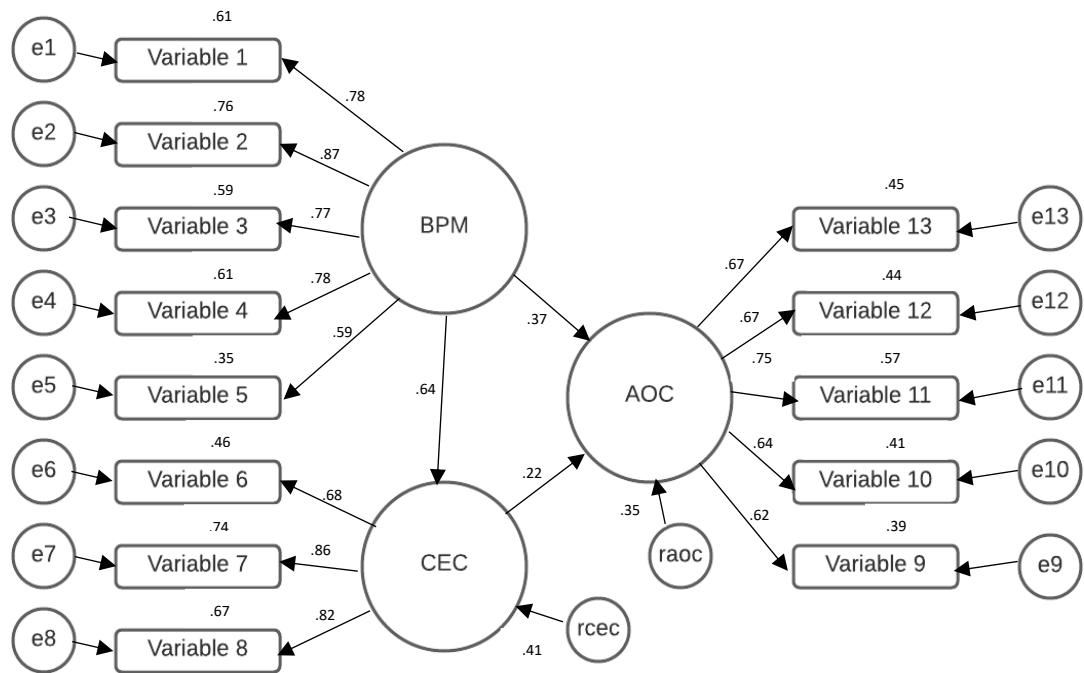 .61
e1
Variable 1
.78
.76
e2
Variable 2
.87
.59
e3
Variable 3
.77
BPM
.61
e4
Variable 4
.78
.35
e5
Variable 5
.59
.37
.64
.46
e6
Variable 6
.68
.22
.74
e7
Variable 7
.86
CEC
.67
e8
Variable 8
.82
rcec
.41
AOC
.35
raoc
.45
Variable 13
e13
.67
.44
Variable 12
e12
.67
.75
.57
Variable 11
e11
.64
.41
Variable 10
e10
.62
.39
Variable 9
e9